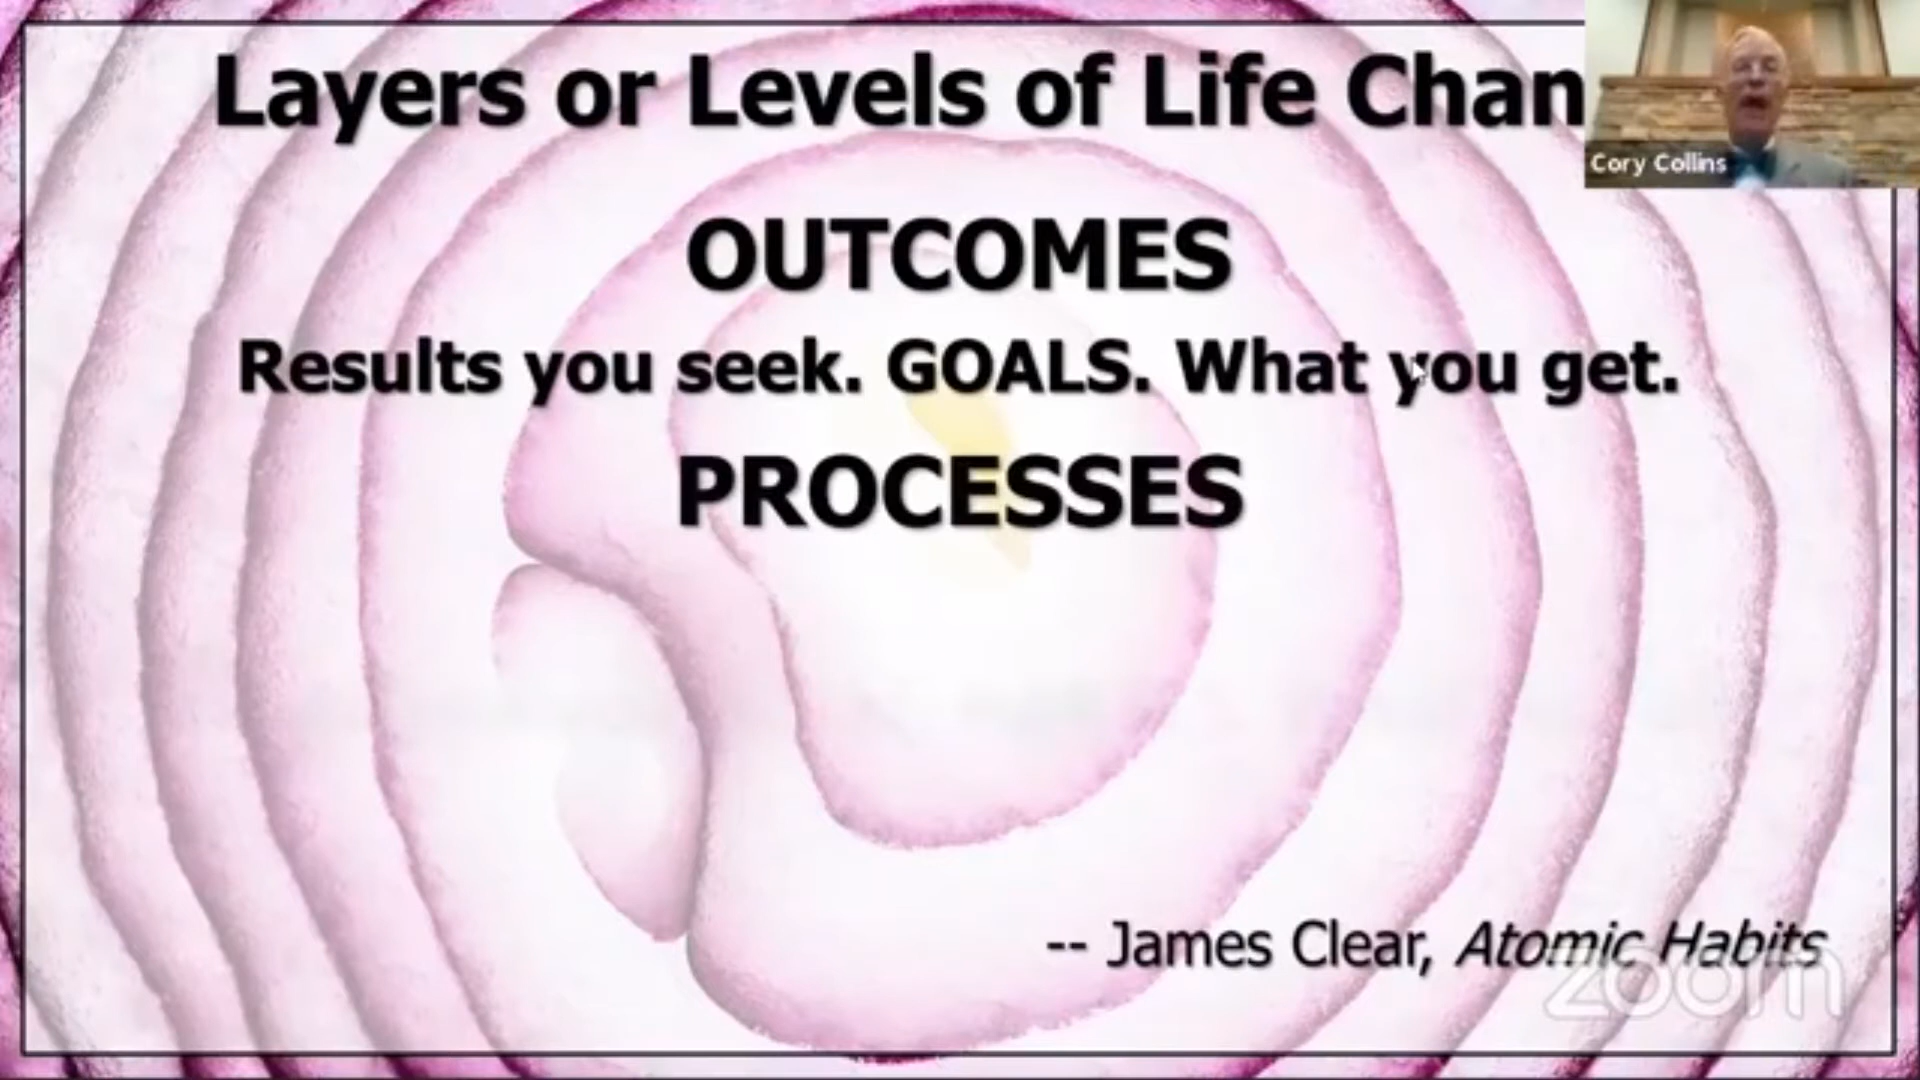 Layers or Levels of Life Chan
Cory Collins
OUTCOMES
Results you seek. GOALS. What you get.
PROCESSES
-- James Clear, Atomic Habits
zoom